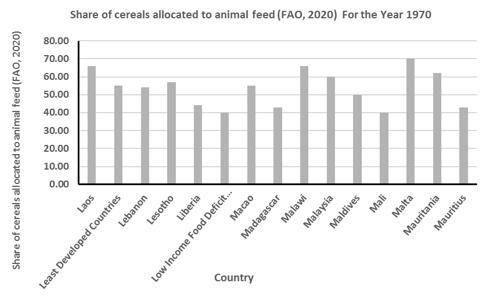 Share of cereals allocated to animal feed (FAO, 2020)  For the Year 1970
Share of cereals allocated to animal feed (FAO, 2020)
80.00
70.00
60.00
50.00
40.00
30.00
20.00
10.00
0.00
Laos
Least Developed Countries
Lebanon
Lesotho
Liberia
Low Income Food Deficit...
Macao
Madagascar
Malawi
Malaysia
Maldives
Mali
Malta
Mauritania
Mauritius
Country